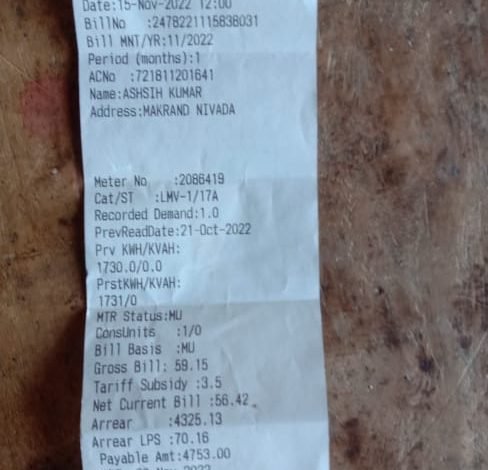 Date:15-Nov-2022 12:00
BillNo :2478221115838031
Bill MNT/YR:11/2022
Period (months):1
ACNo :721811201641
Name:ASHSIH KUMAR
Address:MAKRAND NIVADA
Meter No :2086419
Cat/ST :LMV-1/17A
Recorded Demand:1.0
PrevReadDate:21-Oct-2022
Prv KWH/KVAH:
1730.0/0.0
PrstKWH/KVAH:
1731/0
MTR Status:MU
ConsUnits :1/0
Bill Basis :MU
Gross Bill: 59.15
Tariff Subsidy :3.5
Net Current Bill :56.42
Arrear :4325.13
Arrear LPS :70.16
Payable Amt:4753.00